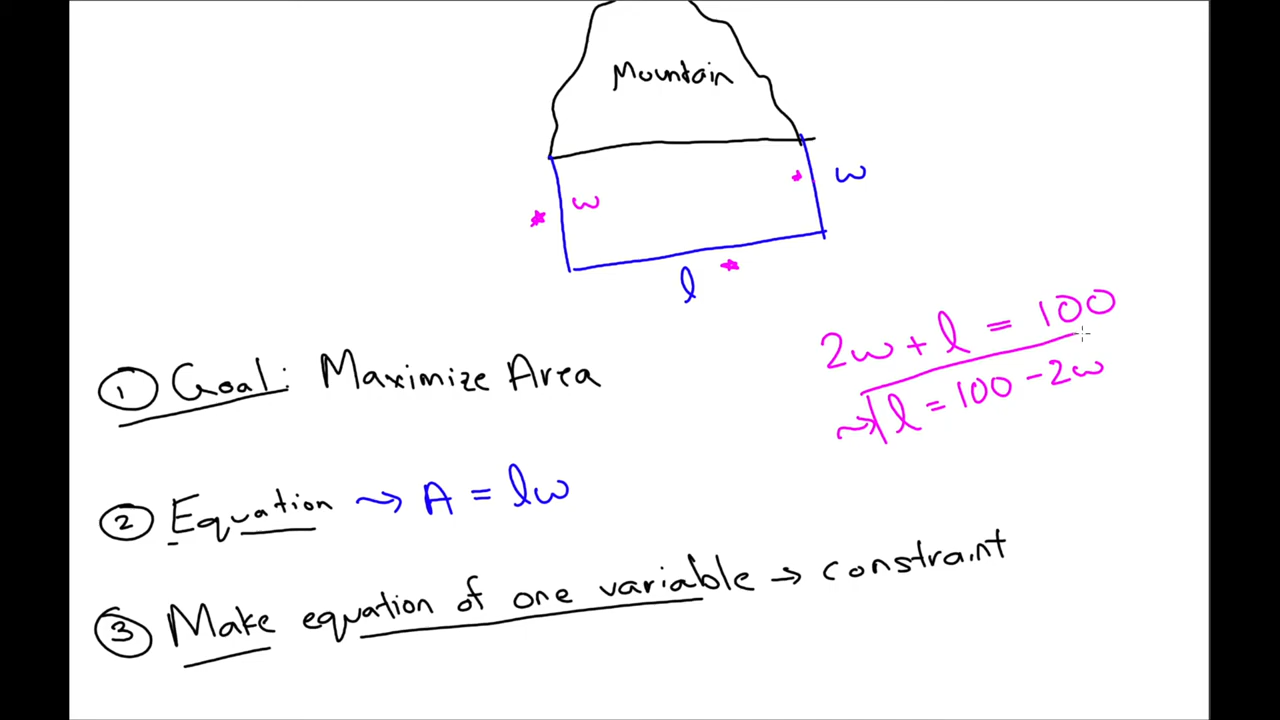 Mountain
w
w
l
2w + l = 100
→ l = 100 - 2w
① Goal: Maximize Area
② Equation → A = lw
③ Make equation of one variable → constraint